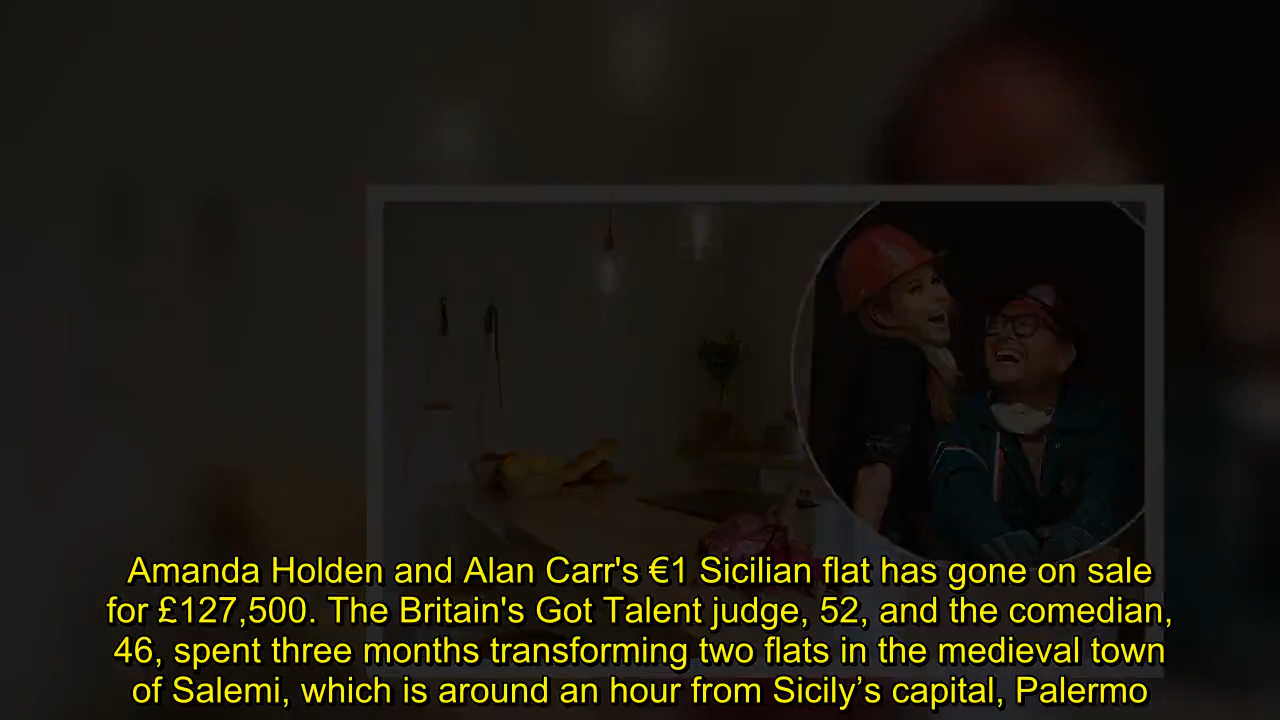 Amanda Holden and Alan Carr's €1 Sicilian flat has gone on sale
for £127,500. The Britain's Got Talent judge, 52, and the comedian,
46, spent three months transforming two flats in the medieval town
of Salemi, which is around an hour from Sicily’s capital, Palermo